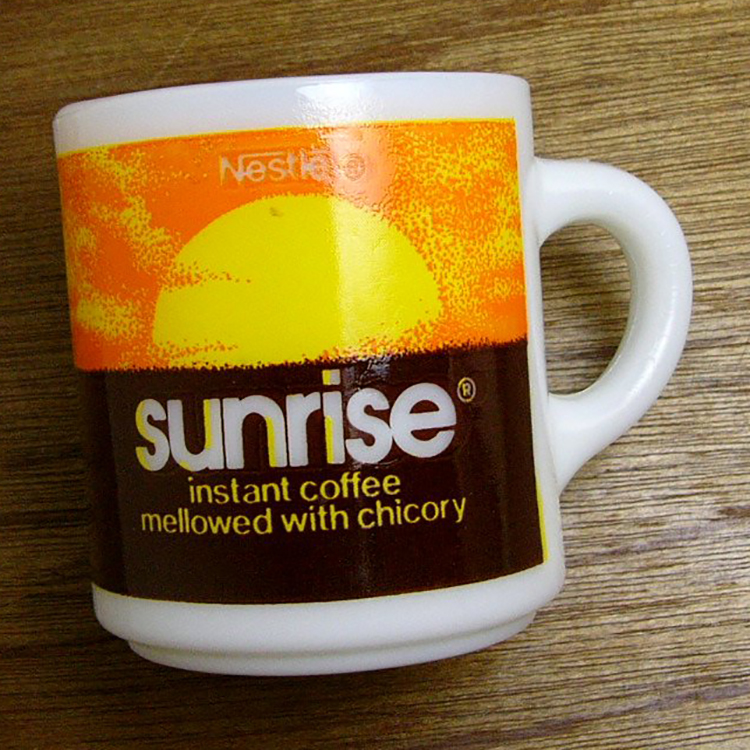 Nestlé
sunrise®
instant coffee
mellowed with chicory